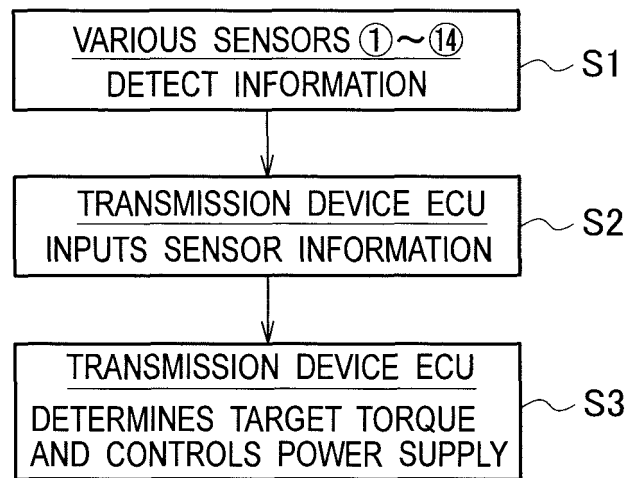 VARIOUS SENSORS ①~⑭
DETECT INFORMATION
S1
TRANSMISSION DEVICE ECU
INPUTS SENSOR INFORMATION
S2
TRANSMISSION DEVICE ECU
DETERMINES TARGET TORQUE
AND CONTROLS POWER SUPPLY
S3